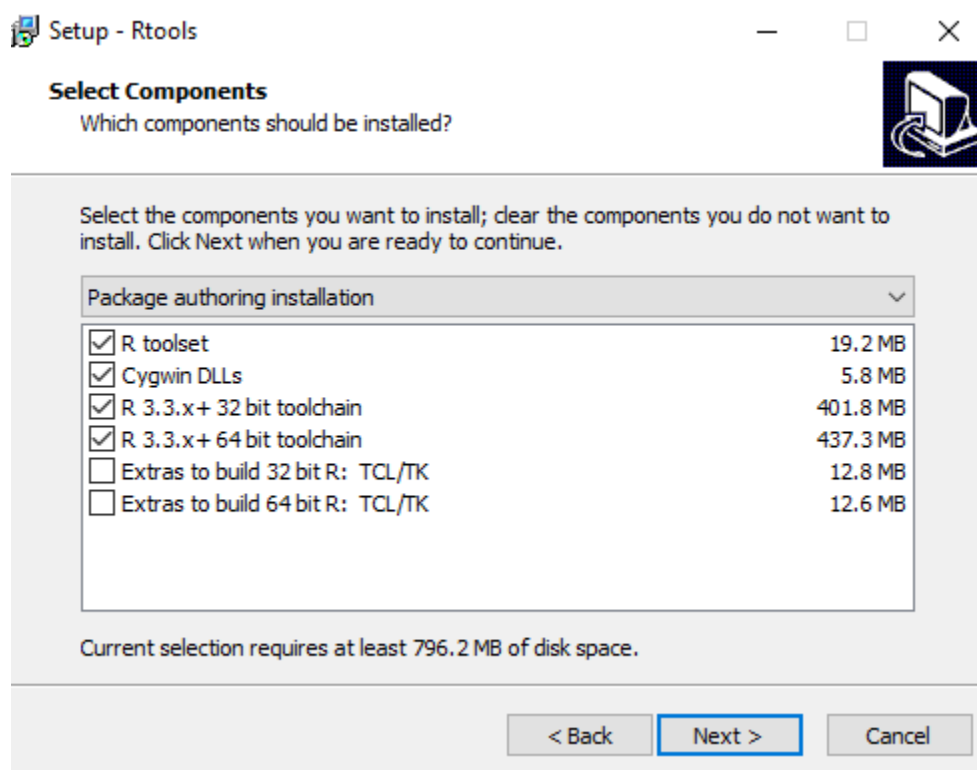 Setup - Rtools
Select Components
Which components should be installed?
Select the components you want to install; clear the components you do not want to
install. Click Next when you are ready to continue.
Package authoring installation
R toolset 19.2 MB
Cygwin DLLs 5.8 MB
R 3.3.x+ 32 bit toolchain 401.8 MB
R 3.3.x+ 64 bit toolchain 437.3 MB
Extras to build 32 bit R: TCL/TK 12.8 MB
Extras to build 64 bit R: TCL/TK 12.6 MB
Current selection requires at least 796.2 MB of disk space.
< Back Next > Cancel